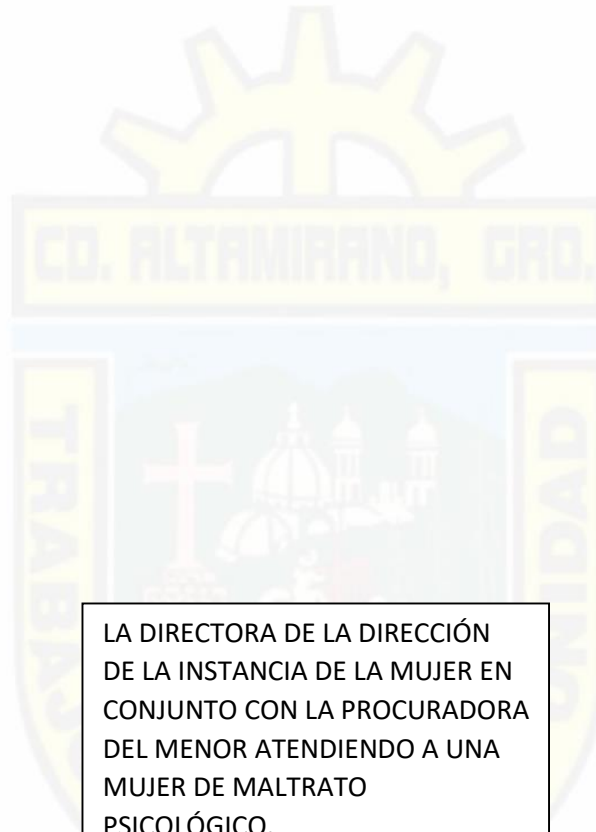 CD. ALTAMIRANO, GRO.
TRABAJO
UNIDAD
LA DIRECTORA DE LA DIRECCIÓN
DE LA INSTANCIA DE LA MUJER EN
CONJUNTO CON LA PROCURADORA
DEL MENOR ATENDIENDO A UNA
MUJER DE MALTRATO
PSICOLÓGICO.